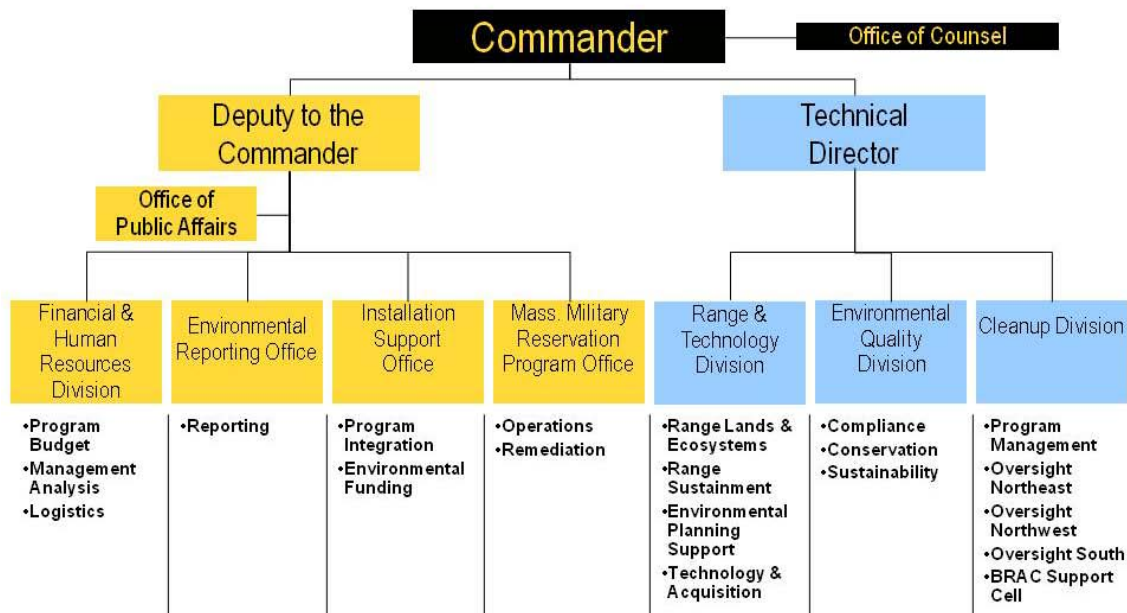 Commander
Office of Counsel
Deputy to the
Commander
Technical
Director
Office of
Public Affairs
Financial &
Human
Resources
Division
Environmental
Reporting Office
Installation
Support
Office
Mass. Military
Reservation
Program Office
Range &
Technology
Division
Environmental
Quality
Division
Cleanup Division
•Program
Budget
•Management
Analysis
•Logistics
•Reporting
•Program
Integration
•Environmental
Funding
•Operations
•Remediation
•Range Lands &
Ecosystems
•Range
Sustainment
•Environmental
Planning
Support
•Technology &
Acquisition
•Compliance
•Conservation
•Sustainability
•Program
Management
•Oversight
Northeast
•Oversight
Northwest
•Oversight South
•BRAC Support
Cell